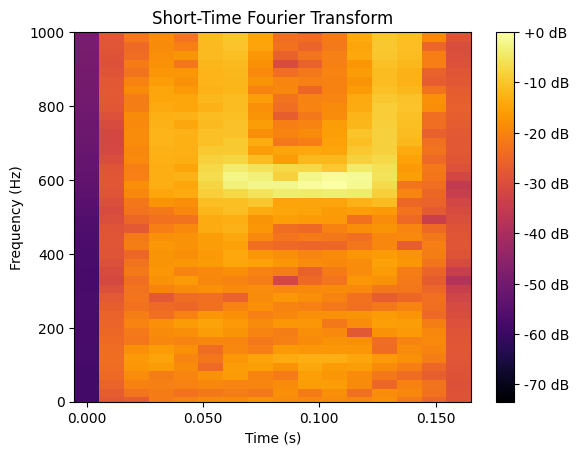 Short-Time Fourier Transform
1000
800
600
400
200
0
Frequency (Hz)
0.000
0.050
0.100
0.150
Time (s)
+0 dB
-10 dB
-20 dB
-30 dB
-40 dB
-50 dB
-60 dB
-70 dB